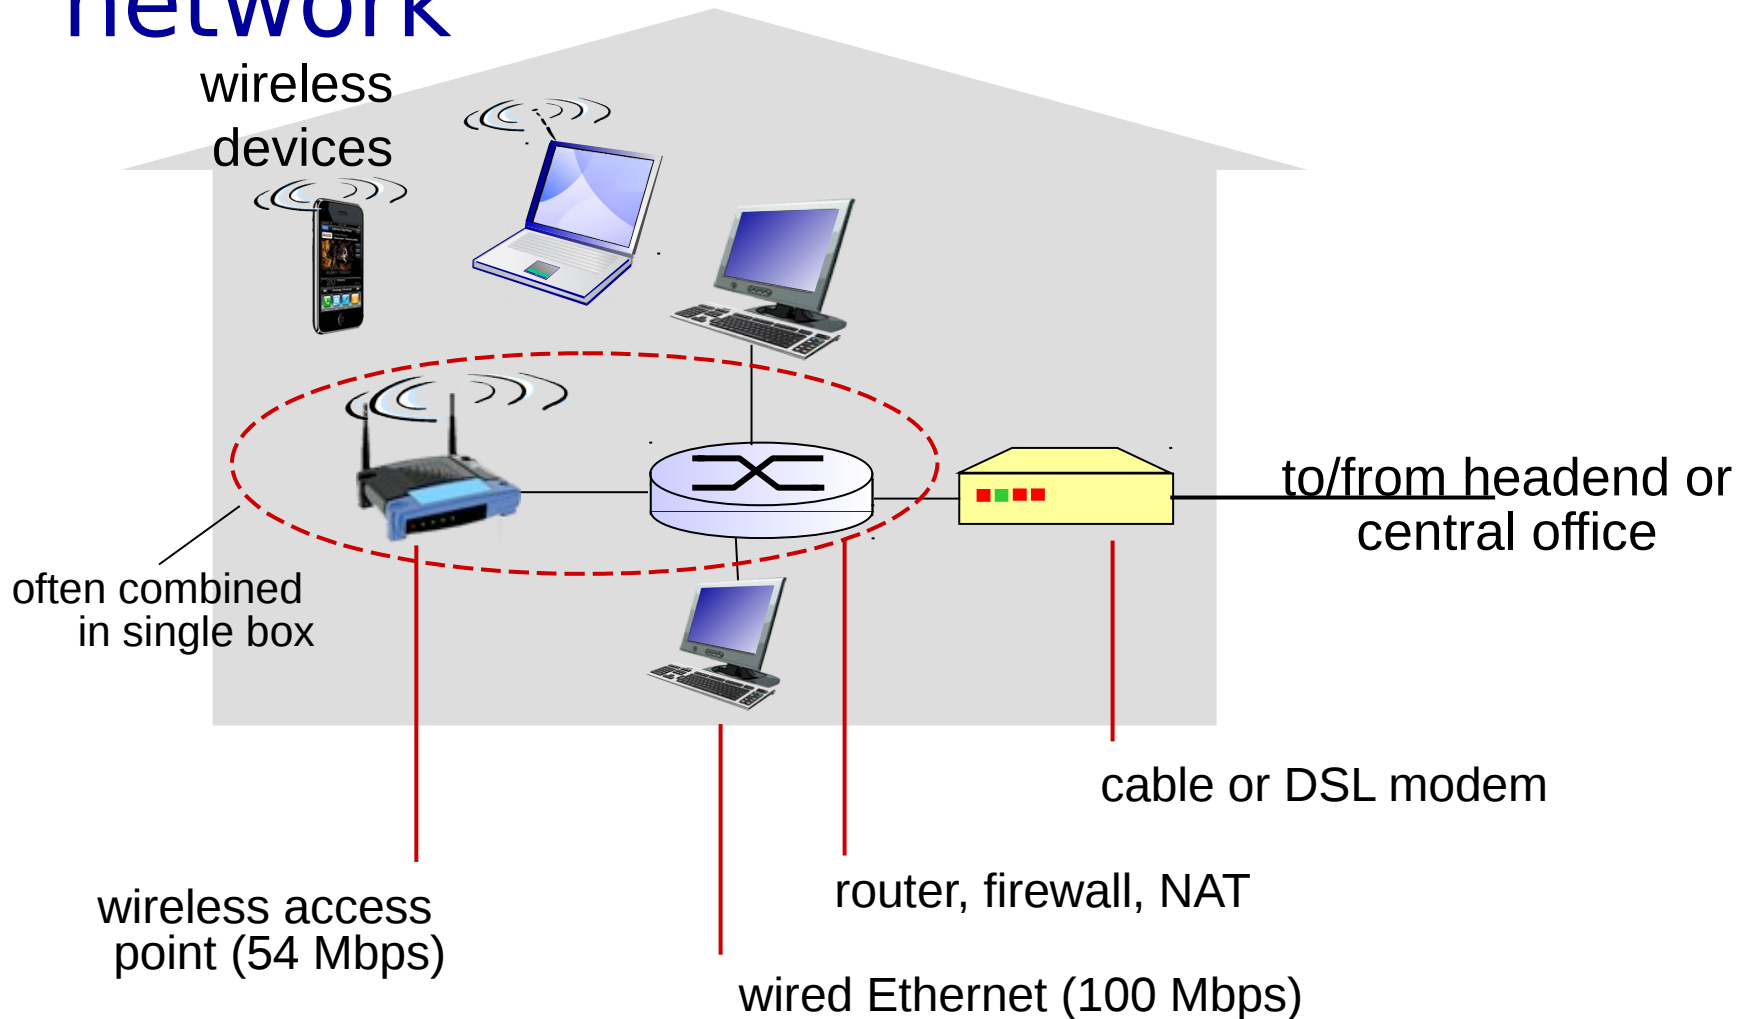 network
wireless
devices
to/from headend or
central office
often combined
in single box
cable or DSL modem
router, firewall, NAT
wireless access
point (54 Mbps)
wired Ethernet (100 Mbps)